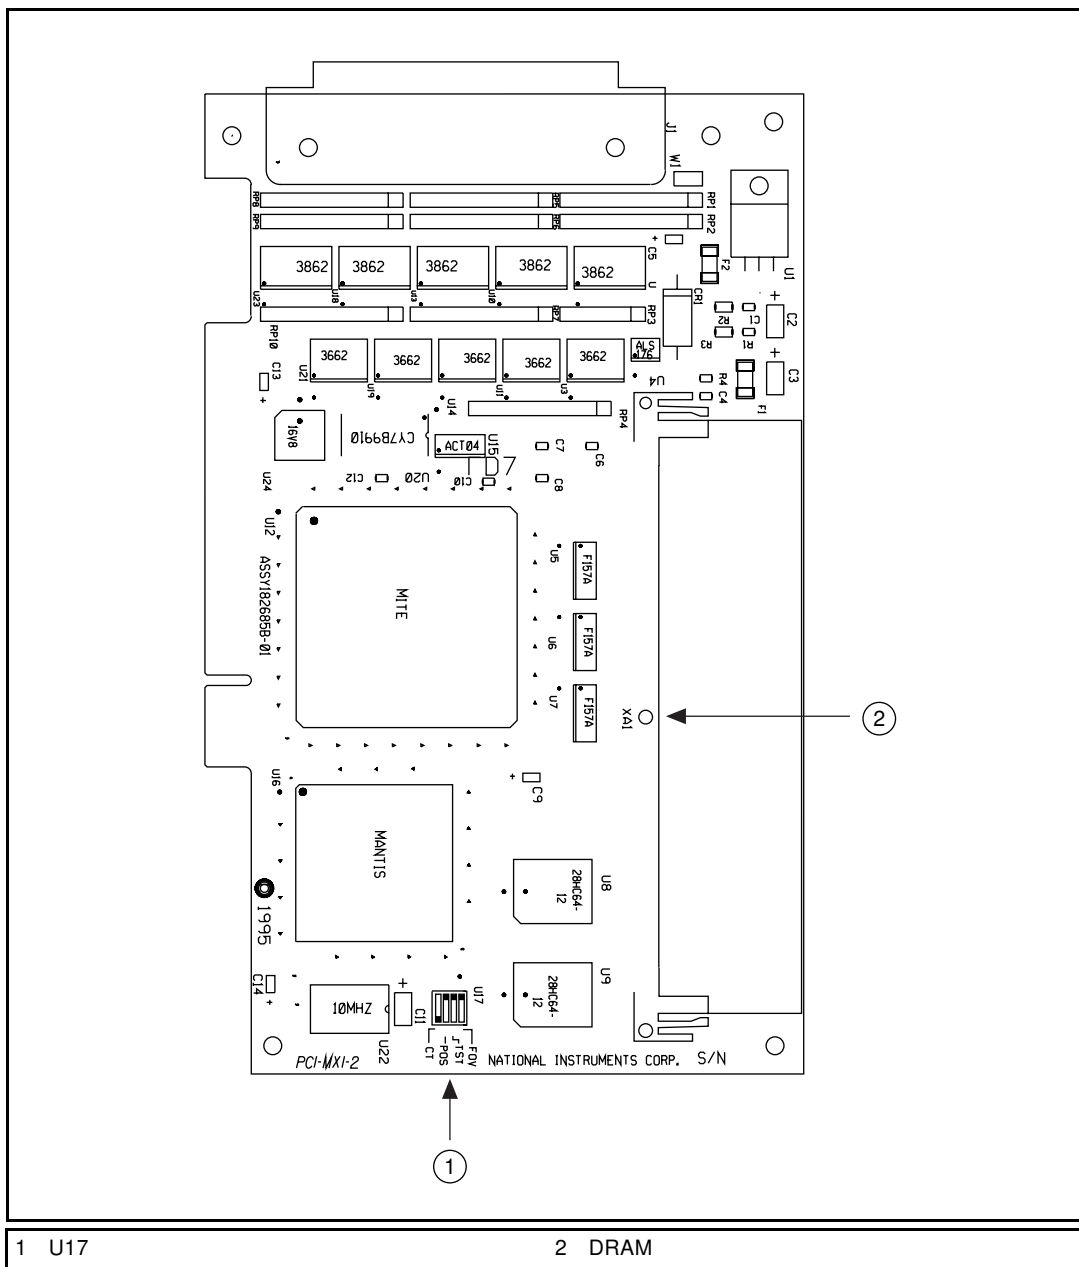 J1
W1
RP8
RP5
RP1
RP9
RP6
RP2
C5
F2
U1
3862
3862
3862
3862
3862
U23
U18
U13
U10
U
CR1
RP10
RP7
RP3
R2
C1
C2
R3
R1
ALS
176
3662
3662
3662
3662
3662
C13
U21
U19
U14
U11
U3
U4
R4
C4
F1
C3
RP4
16V8
CY7B9910
ACT04
U15
C7
C6
U24
C12
U20
C10
C8
U12
ASSY182685B-01
MITE
U5
F157A
U6
F157A
U7
F157A
XA1
2
U16
C9
MANTIS
28HC64-
12
U8
1995
C14
10MHZ
C11
U17
28HC64-
12
U9
U22
CT
POS
TST
FOV
PCI-MXI-2
NATIONAL INSTRUMENTS CORP.
S/N
1
1 U17
2 DRAM